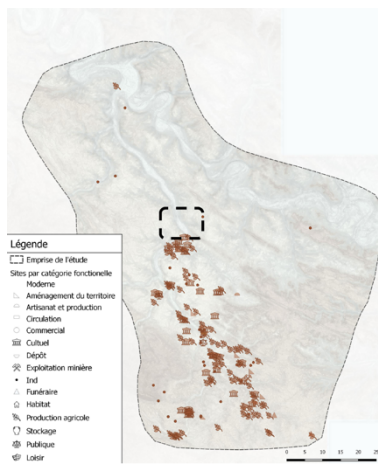 Légende
Emprise de l'étude
Sites par catégorie fonctionelle
Moderne
Aménagement du territoire
Artisanat et production
Circulation
Commercial
Cultuel
Dépôt
Exploitation minière
Ind
Funéraire
Habitat
Production agricole
Stockage
Publique
Loisir
0 5 10 15 20 25